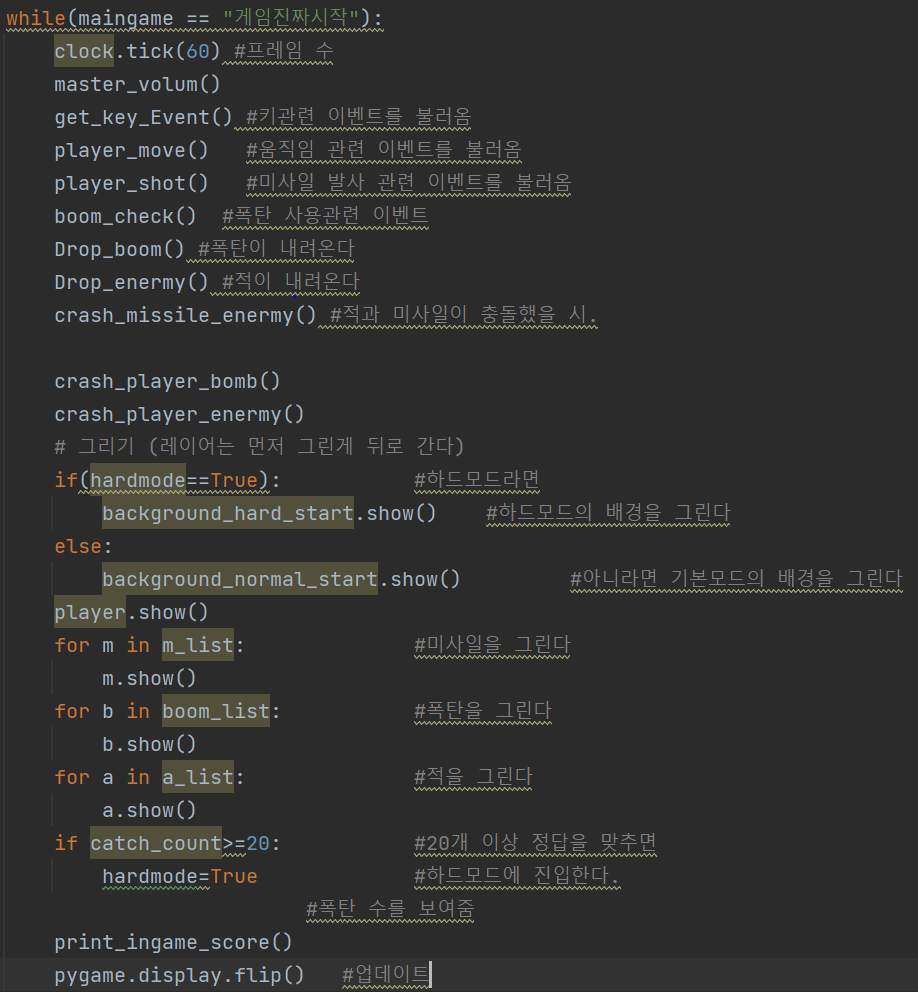 while(maingame == "게임진짜시작"):
    clock.tick(60) #프레임 수
    master_volum()
    get_key_Event() #키관련 이벤트를 불러옴
    player_move()   #움직임 관련 이벤트를 불러옴
    player_shot()   #미사일 발사 관련 이벤트를 불러옴
    boom_check()  #폭탄 사용관련 이벤트
    Drop_boom() #폭탄이 내려온다
    Drop_enermy() #적이 내려온다
    crash_missile_enermy() #적과 미사일이 충돌했을 시.
    crash_player_bomb()
    crash_player_enermy()
    # 그리기 (레이어는 먼저 그린게 뒤로 간다)
    if(hardmode==True):           #하드모드라면
        background_hard_start.show()    #하드모드의 배경을 그린다
    else:
        background_normal_start.show()         #아니라면 기본모드의 배경을 그린다
    player.show()
    for m in m_list:              #미사일을 그린다
        m.show()
    for b in boom_list:           #폭탄을 그린다
        b.show()
    for a in a_list:              #적을 그린다
        a.show()
    if catch_count>=20:           #20개 이상 정답을 맞추면
        hardmode=True             #하드모드에 진입한다.
                         #폭탄 수를 보여줌
    print_ingame_score()
    pygame.display.flip()   #업데이트